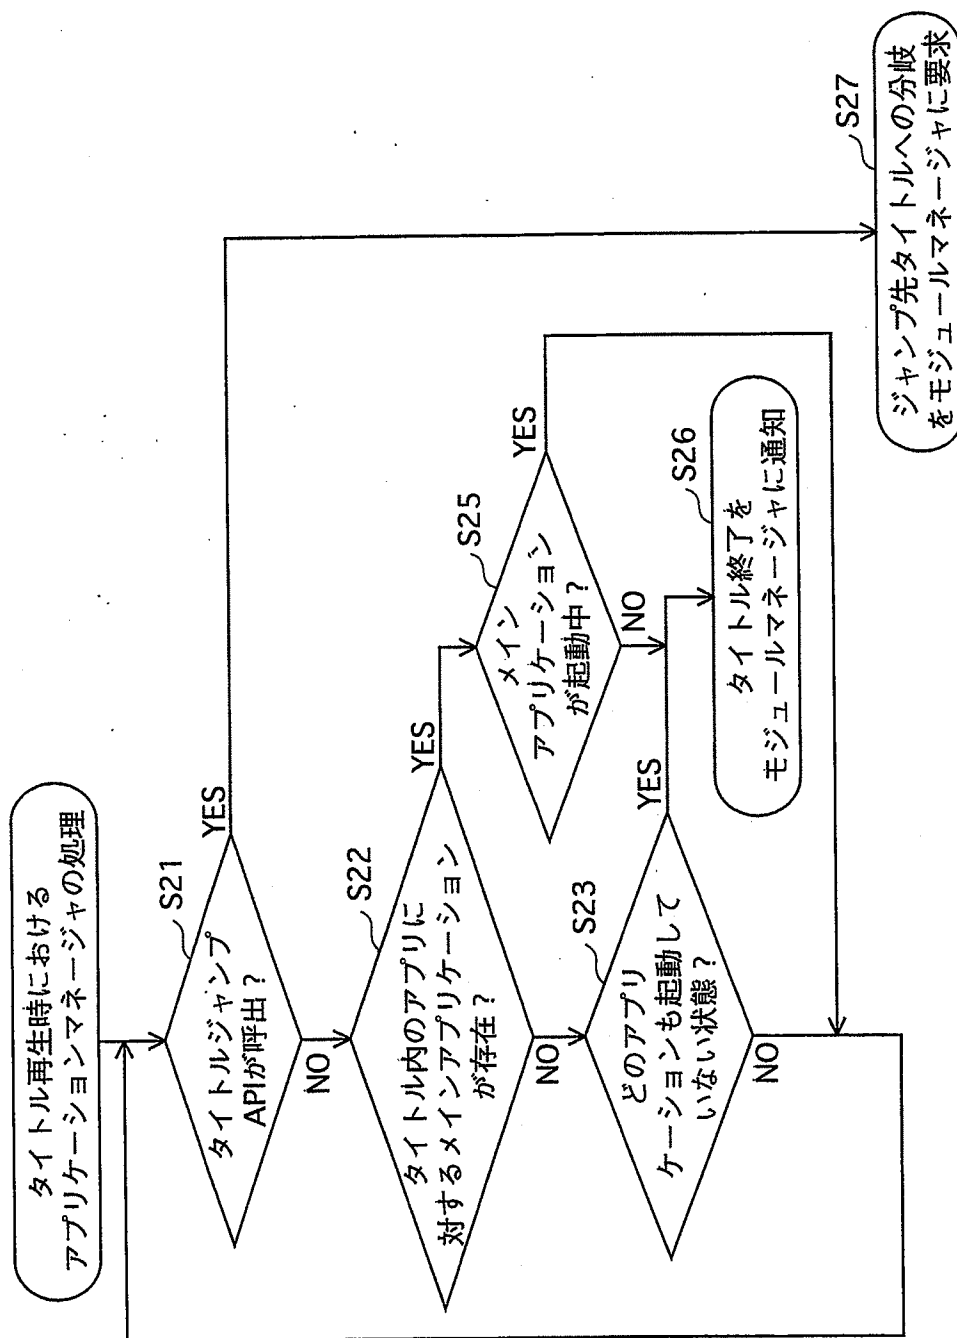 タイトル再生時における
アプリケーションマネージャの処理
S21
タイトルジャンプ
APIが呼出？
YES
NO
S22
タイトル内のアプリに
対するメインアプリケーション
が存在？
YES
NO
S25
メイン
アプリケーション
が起動中？
YES
NO
S23
どのアプリ
ケーションも起動して
いない状態？
YES
NO
S26
タイトル終了を
モジュールマネージャに通知
S27
ジャンプ先タイトルへの分岐
をモジュールマネージャに要求